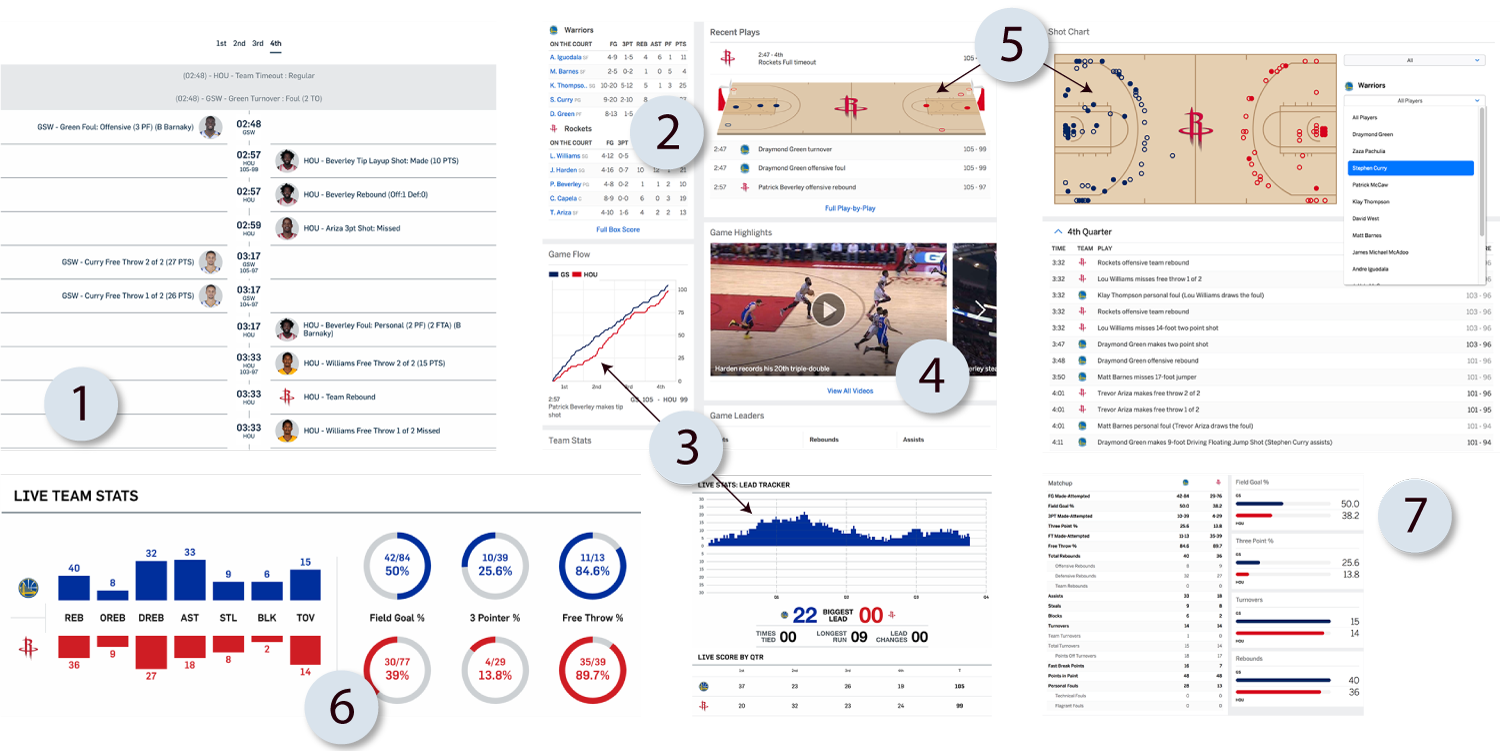 1st 2nd 3rd 4th
(02:48) - HOU - Team Timeout : Regular
(02:48) - GSW - Green Turnover : Foul (2 TO)
GSW - Green Foul: Offensive (3 PF) (B Barnaky)
02:48
GSW
02:57
HOU
105-99
HOU - Beverley Tip Layup Shot: Made (10 PTS)
02:57
HOU
HOU - Beverley Rebound (Off:1 Def:0)
02:59
HOU
HOU - Ariza 3pt Shot: Missed
GSW - Curry Free Throw 2 of 2 (27 PTS)
03:17
GSW
105-97
GSW - Curry Free Throw 1 of 2 (26 PTS)
03:17
GSW
104-97
03:17
HOU
HOU - Beverley Foul: Personal (2 PF) (2 FTA) (B
Barnaky)
03:33
HOU
103-97
HOU - Williams Free Throw 2 of 2 (15 PTS)
03:33
HOU
HOU - Team Rebound
03:33
HOU
HOU - Williams Free Throw 1 of 2 Missed
1
Warriors
ON THE COURT FG 3PT REB AST PF PTS
A. Iguodala SF 4-9 1-5 4 6 1 11
M. Barnes SF 2-5 0-2 1 0 5 4
K. Thompso.. SG 10-20 5-12 5 1 3 25
S. Curry PG 9-20 2-10 8
D. Green PF 8-13 1-5
Rockets
ON THE COURT FG 3PT
L. Williams SG 4-12 0-5
J. Harden SG 4-16 0-7 10 12 21
P. Beverley PG 4-8 0-2 1 1 2 10
C. Capela C 8-9 0-0 6 0 3 19
T. Ariza SF 4-10 1-6 4 2 2 13
Full Box Score
2
Game Flow
GS HOU
100
75
50
25
0
1st 2nd 3rd 4th
2:57
Patrick Beverley makes tip
shot
GS 105 - HOU 99
Team Stats
3
Recent Plays
2:47 - 4th
Rockets Full timeout
105 -
2:47 Draymond Green turnover 105 - 99
2:47 Draymond Green offensive foul 105 - 99
2:57 Patrick Beverley offensive rebound 105 - 97
Full Play-by-Play
Game Highlights
Harden records his 20th triple-double
View All Videos
4
Game Leaders
Rebounds Assists
5
Shot Chart
All
Warriors
All Players
All Players
Draymond Green
Zaza Pachulia
Stephen Curry
Patrick McCaw
Klay Thompson
David West
Matt Barnes
James Michael McAdoo
Andre Iguodala
4th Quarter
TIME TEAM PLAY
3:32 Rockets offensive team rebound
3:32 Lou Williams misses free throw 1 of 2
3:32 Klay Thompson personal foul (Lou Williams draws the foul) 103 - 96
3:32 Rockets offensive rebound 103 - 96
3:32 Lou Williams misses 14-foot two point shot 103 - 96
3:47 Draymond Green makes two point shot 103 - 96
3:48 Draymond Green offensive rebound 101 - 96
3:50 Matt Barnes misses 17-foot jumper 101 - 96
4:01 Trevor Ariza makes free throw 2 of 2 101 - 96
4:01 Trevor Ariza makes free throw 1 of 2 101 - 95
4:01 Matt Barnes personal foul (Trevor Ariza draws the foul) 101 - 94
4:11 Draymond Green makes 9-foot Driving Floating Jump Shot (Stephen Curry assists) 101 - 94
LIVE TEAM STATS
40 8 32 33 9 6 15
REB OREB DREB AST STL BLK TOV
36 9 27 18 8 2 14
42/84
50%
10/39
25.6%
11/13
84.6%
Field Goal % 3 Pointer % Free Throw %
30/77
39%
4/29
13.8%
35/39
89.7%
6
LIVE STATS: LEAD TRACKER
22 BIGGEST LEAD 00
TIMES TIED 00 LONGEST RUN 09 LEAD CHANGES 00
LIVE SCORE BY QTR
1st 2nd 3rd 4th T
37 23 26 19 105
20 32 23 24 99
Matchup
FG Made-Attempted 42-84 29-76
Field Goal % 50.0 38.2
3PT Made-Attempted 10-39 4-29
Three Point % 25.6 13.8
FT Made-Attempted 11-13 35-39
Free Throw % 84.6 89.7
Total Rebounds 40 36
Offensive Rebounds 8 9
Defensive Rebounds 32 27
Team Rebounds 0 0
Assists 33 18
Steals 9 8
Blocks 6 2
Turnovers 14 14
Team Turnovers 1 0
Total Turnovers 15 14
Points Off Turnovers 18 17
Fast Break Points 16 7
Points in Paint 48 48
Personal Fouls 28 13
Technical Fouls 0 0
Flagrant Fouls 0 0
Field Goal %
GS
50.0
38.2
HOU
Three Point %
GS
25.6
13.8
HOU
Turnovers
GS
15
14
HOU
Rebounds
GS
40
36
HOU
7